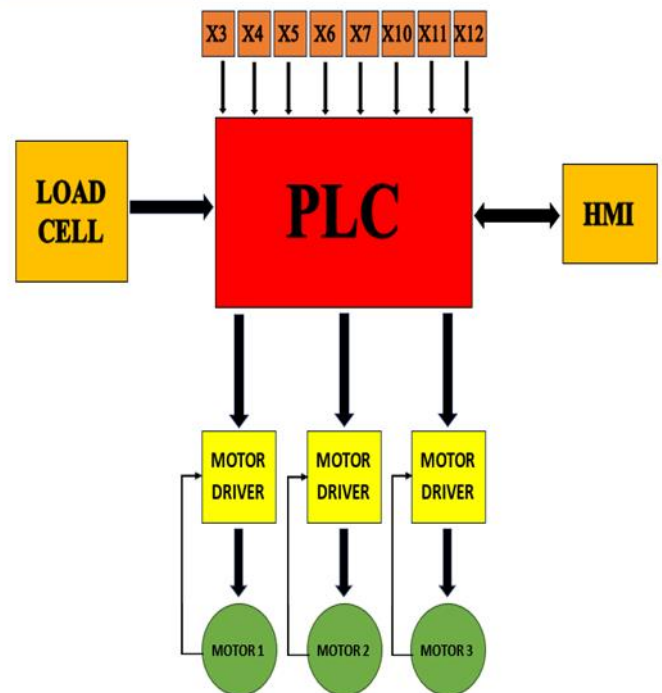 X3 X4 X5 X6 X7 X10 X11 X12
LOAD
CELL
PLC
HMI
MOTOR
DRIVER
MOTOR
DRIVER
MOTOR
DRIVER
MOTOR 1
MOTOR 2
MOTOR 3